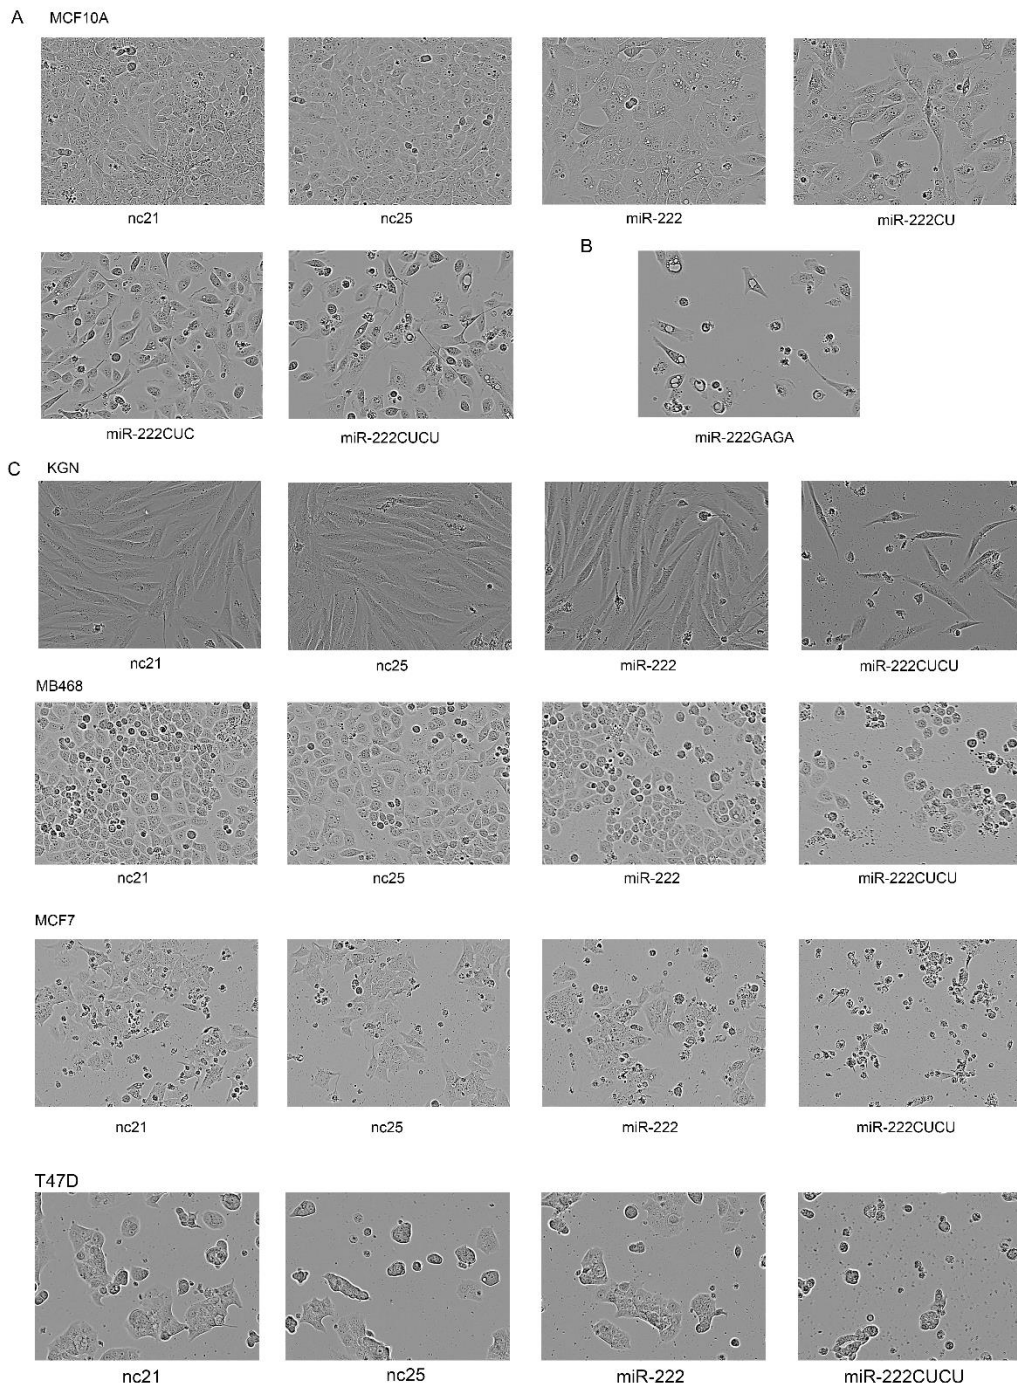 A MCF10A
nc21 nc25 miR-222 miR-222CU
B
miR-222CUC miR-222CUCU miR-222GAGA
C KGN
nc21 nc25 miR-222 miR-222CUCU
MB468
nc21 nc25 miR-222 miR-222CUCU
MCF7
nc21 nc25 miR-222 miR-222CUCU
T47D
nc21 nc25 miR-222 miR-222CUCU